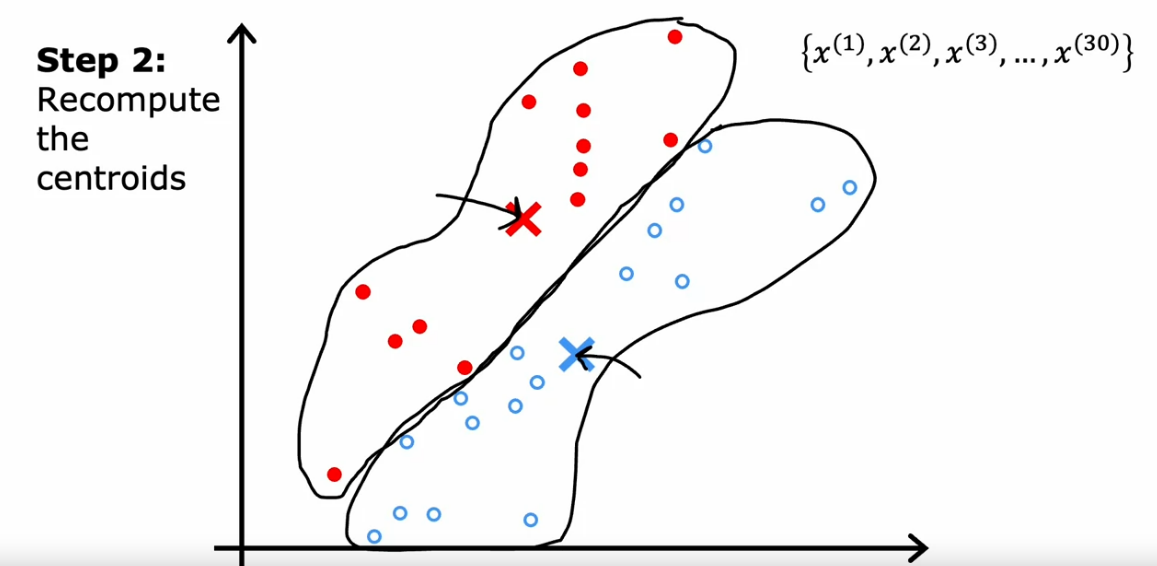 Step 2:
Recompute
the
centroids
{x⁽¹⁾, x⁽²⁾, x⁽³⁾, ..., x⁽³⁰⁾}